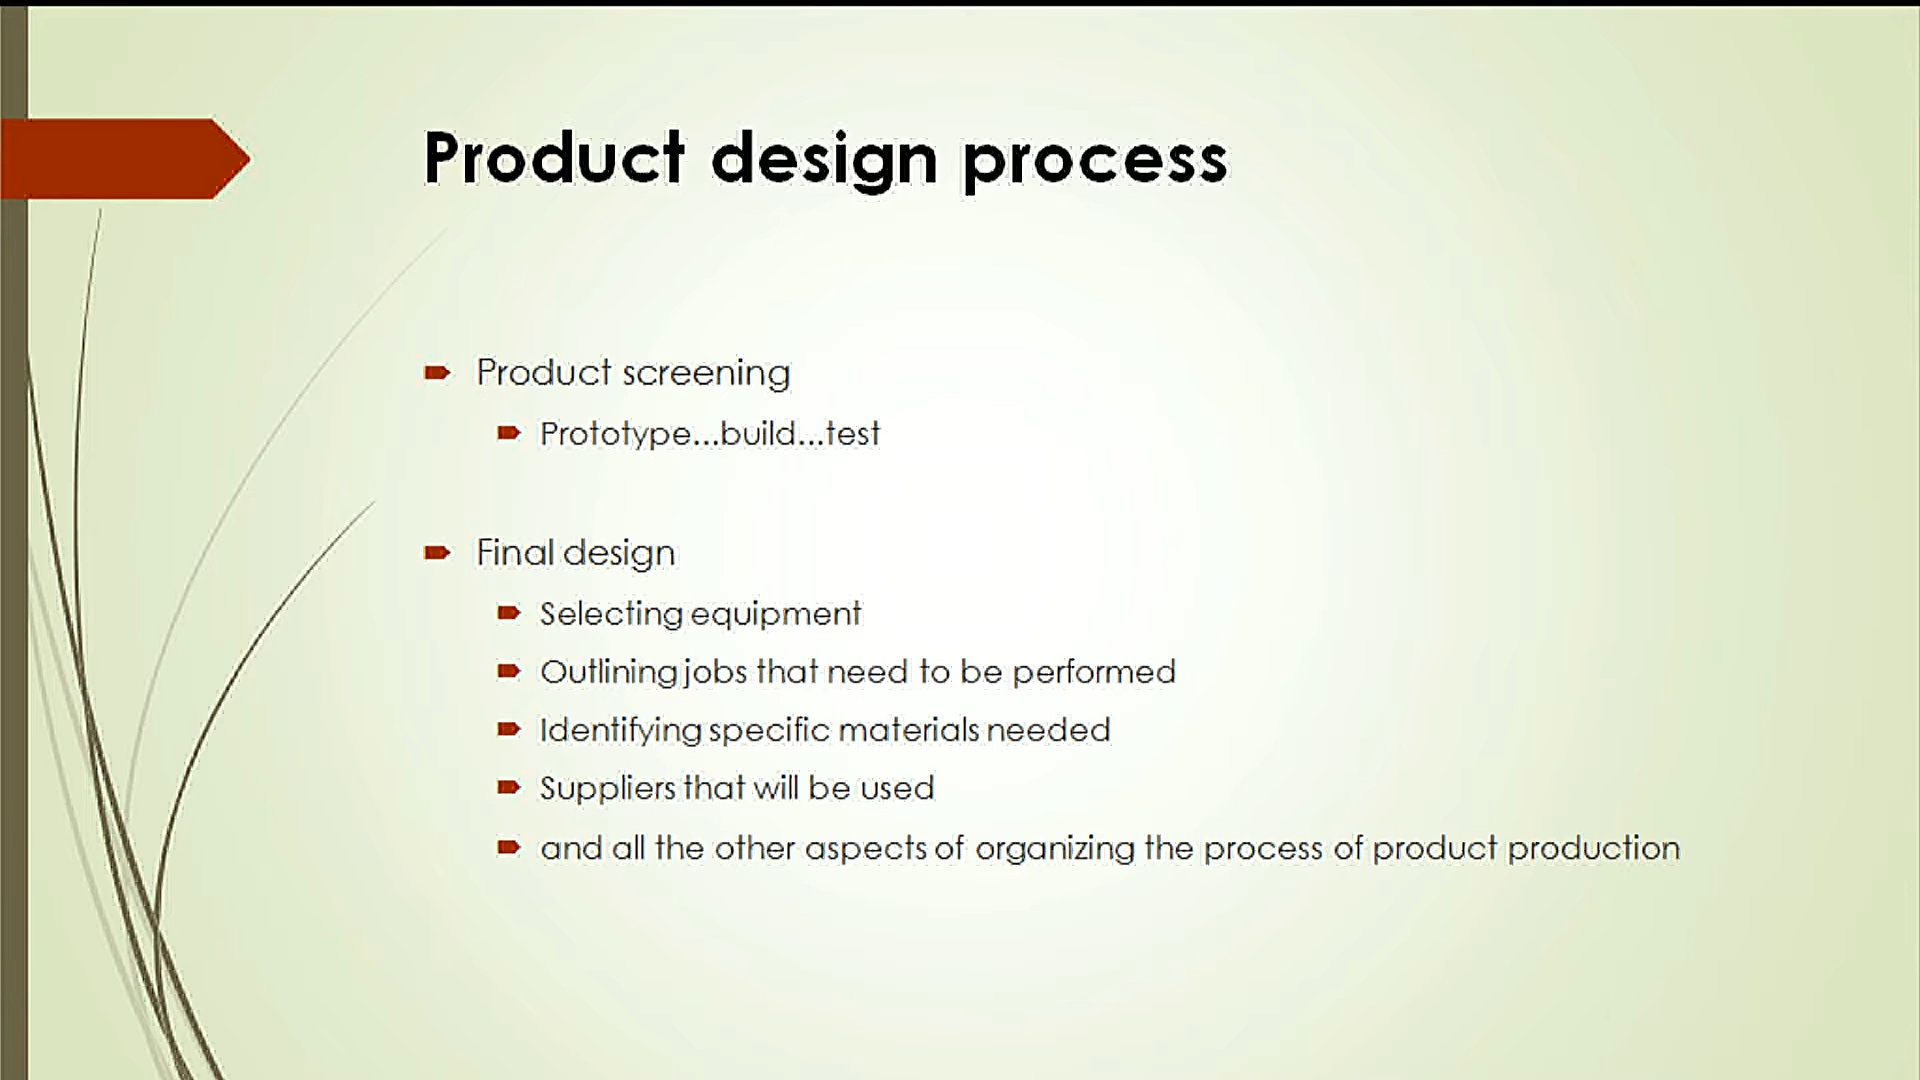 Product design process
Product screening
Prototype...build...test
Final design
Selecting equipment
Outlining jobs that need to be performed
Identifying specific materials needed
Suppliers that will be used
and all the other aspects of organizing the process of product production